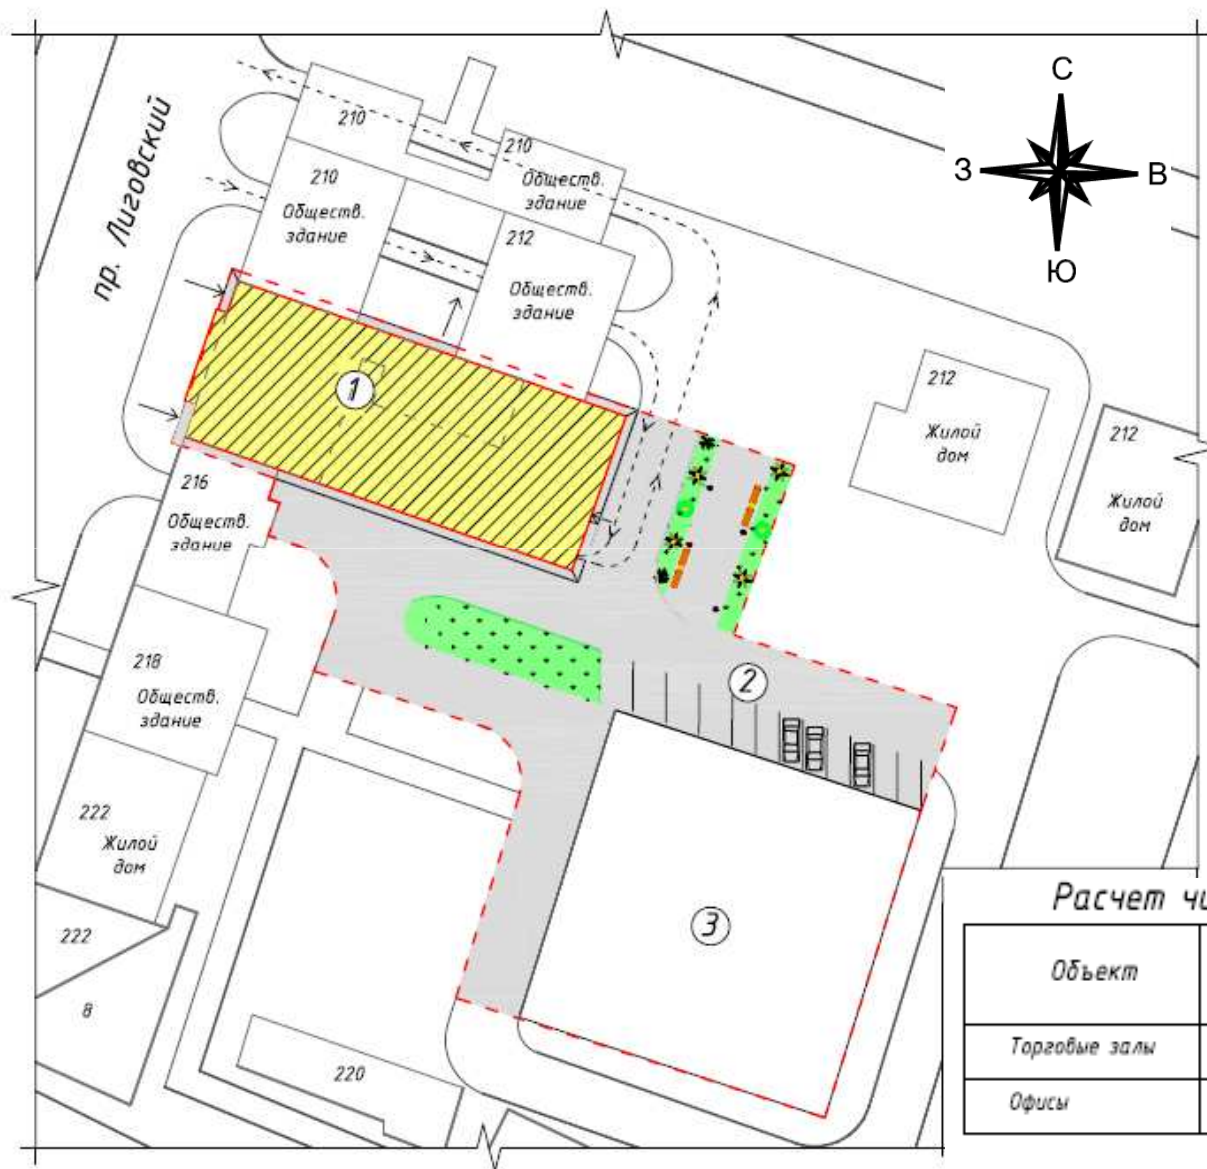 С
З
В
Ю
пр. Лиговский
210
210
210
Обществ.
здание
Обществ.
здание
212
Обществ.
здание
1
212
Жилой
дом
212
Жилой
дом
216
Обществ.
здание
218
Обществ.
здание
2
222
Жилой
дом
222
8
220
3
Расчет
Объект
Торговые залы
Офисы